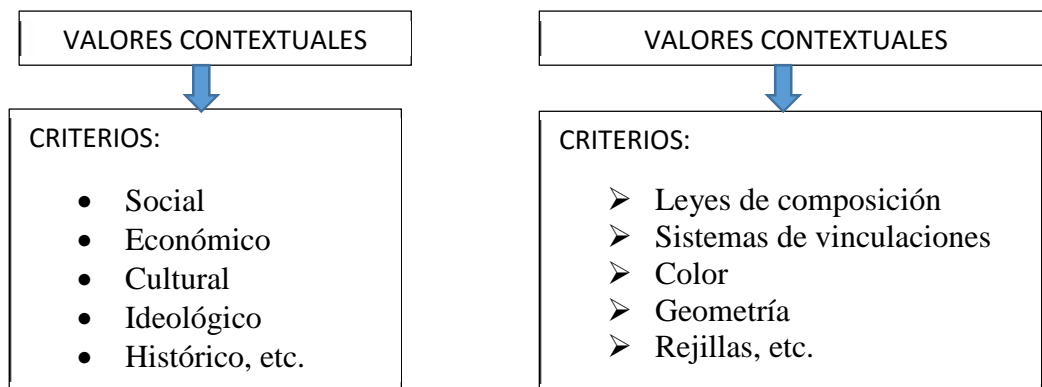 VALORES CONTEXTUALES
CRITERIOS:
• Social
• Económico
• Cultural
• Ideológico
• Histórico, etc.
VALORES CONTEXTUALES
CRITERIOS:
➢ Leyes de composición
➢ Sistemas de vinculaciones
➢ Color
➢ Geometría
➢ Rejillas, etc.